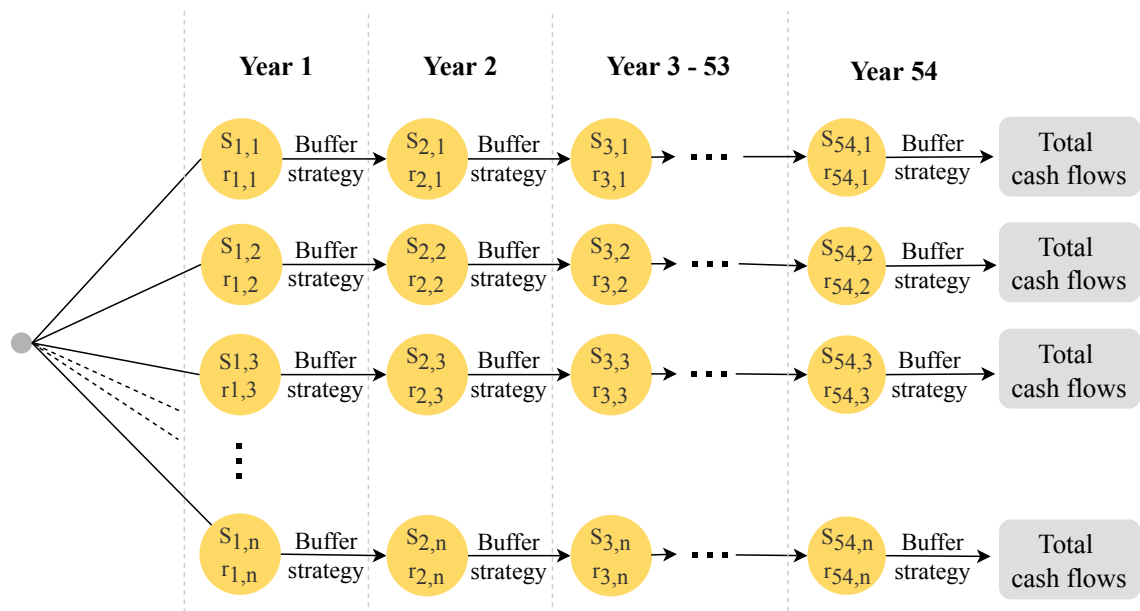 Year 1 Year 2 Year 3 - 53 Year 54
S1,1 Buffer S2,1 Buffer S3,1 S54,1 Buffer Total
r1,1 strategy r2,1 strategy r3,1 r54,1 strategy cash flows
S1,2 Buffer S2,2 Buffer S3,2 S54,2 Buffer Total
r1,2 strategy r2,2 strategy r3,2 r54,2 strategy cash flows
S1,3 Buffer S2,3 Buffer S3,3 S54,3 Buffer Total
r1,3 strategy r2,3 strategy r3,3 r54,3 strategy cash flows
S1,n Buffer S2,n Buffer S3,n S54,n Buffer Total
r1,n strategy r2,n strategy r3,n r54,n strategy cash flows